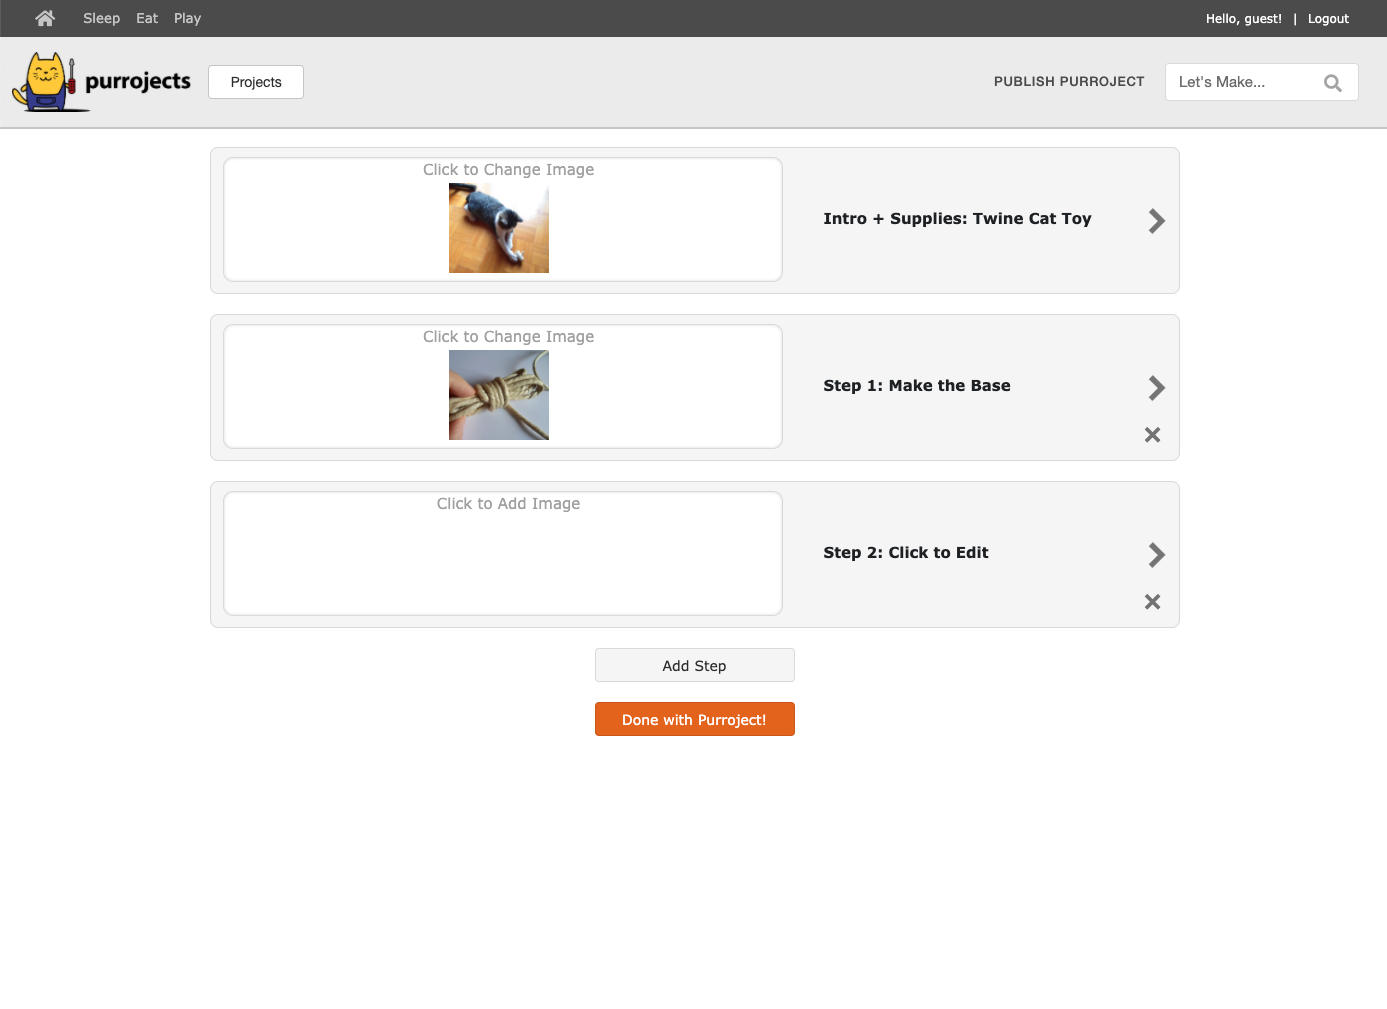 Sleep Eat Play
Hello, guest! | Logout
purrojects
Projects
PUBLISH PURROJECT
Let's Make...
Click to Change Image
Intro + Supplies: Twine Cat Toy
Click to Change Image
Step 1: Make the Base
Click to Add Image
Step 2: Click to Edit
Add Step
Done with Purroject!